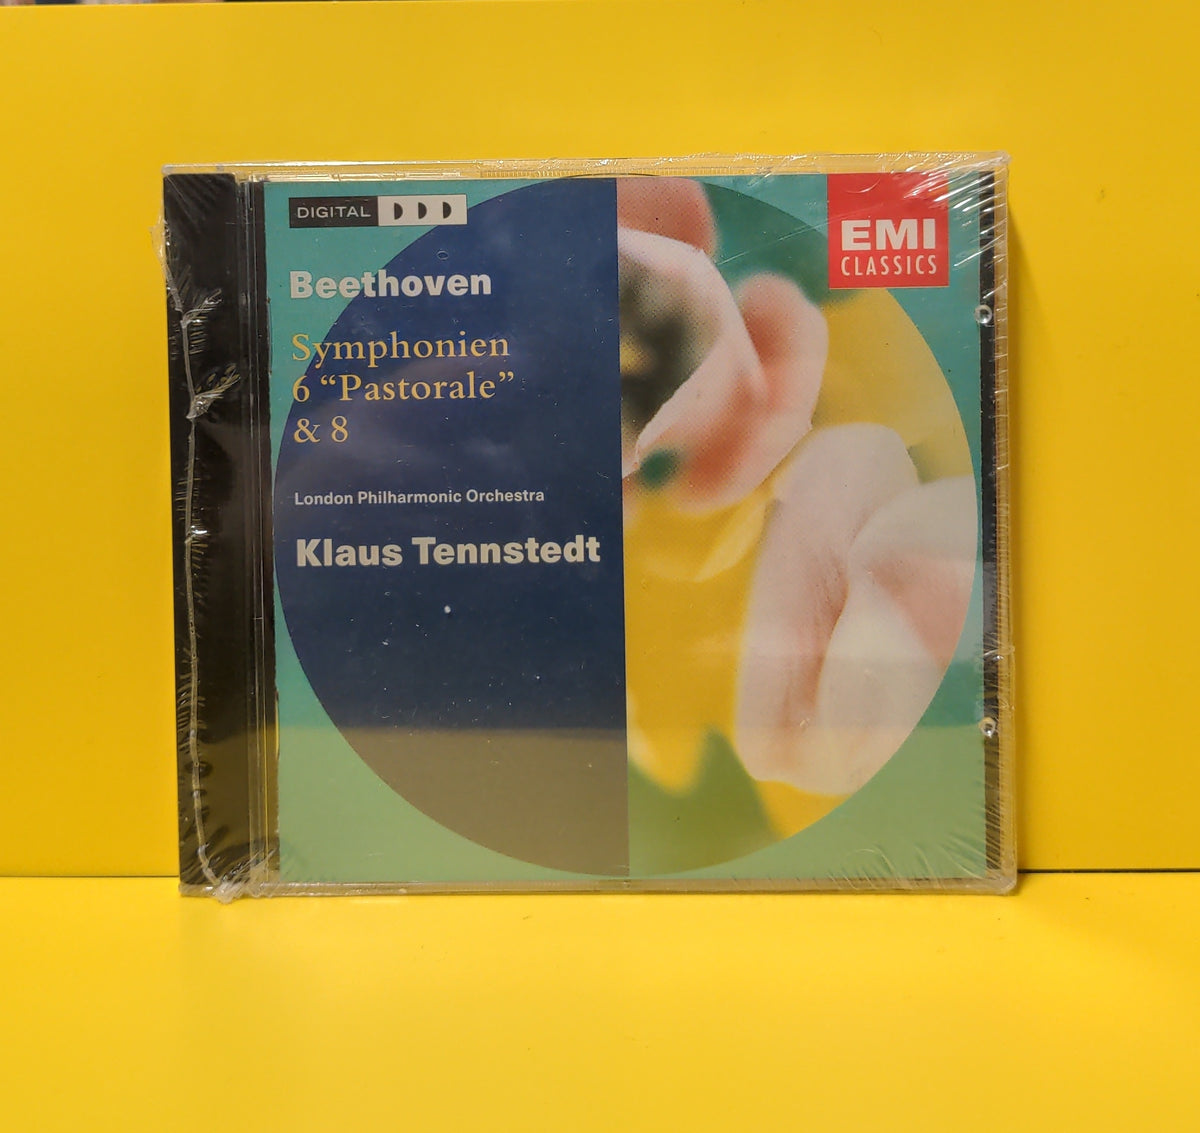 DIGITAL DDD
EMI
CLASSICS
Beethoven
Symphonien
6 “Pastorale”
& 8
London Philharmonic Orchestra
Klaus Tennstedt